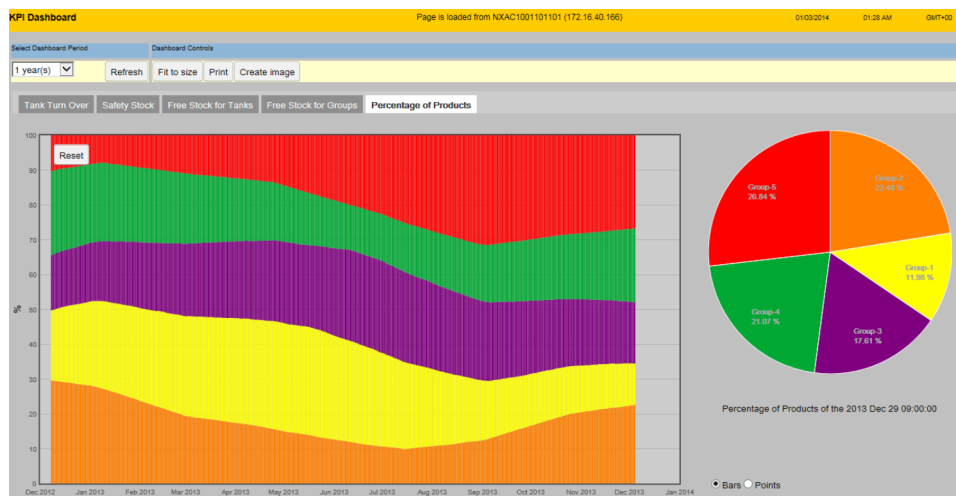 KPI Dashboard Page is loaded from NXAC1001101101 (172.16.40.166) 01/03/2014 01:28 AM GMT+00
Select Dashboard Period Dashboard Controls
1 year(s) Refresh Fit to size Print Create image
Tank Turn Over Safety Stock Free Stock for Tanks Free Stock for Groups Percentage of Products
100
Reset
90
80
70
60
50
40
30
20
10
0
%
Dec 2012 Jan 2013 Feb 2013 Mar 2013 Apr 2013 May 2013 Jun 2013 Jul 2013 Aug 2013 Sep 2013 Oct 2013 Nov 2013 Dec 2013 Jan 2014
Group-5
26.84 %
Group-2
Group-1
Group-4
21.07 %
Group-3
17.61 %
Percentage of Products of the 2013 Dec 29 09:00:00
Bars Points